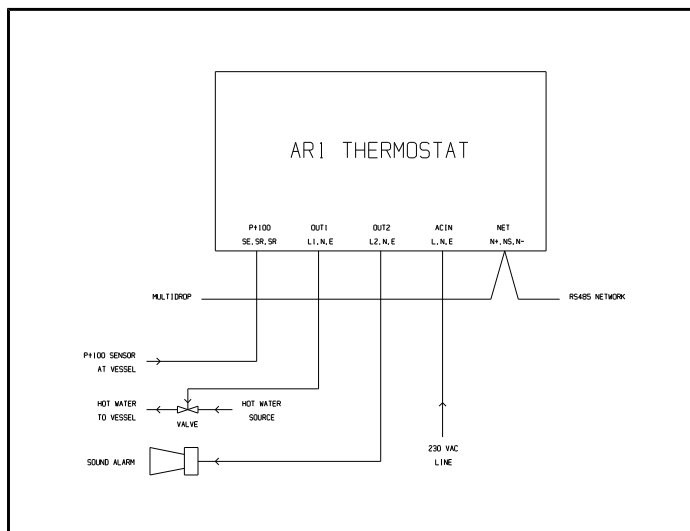 AR1 THERMOSTAT
Pt100 OUT1 OUT2 ACIN NET
SE,SR,SR L1,N,E L2,N,E L,N,E N+,NS,N-
MULTIDROP
RS485 NETWORK
Pt100 SENSOR
AT VESSEL
HOT WATER
TO VESSEL
VALVE
HOT WATER
SOURCE
SOUND ALARM
230 VAC
LINE